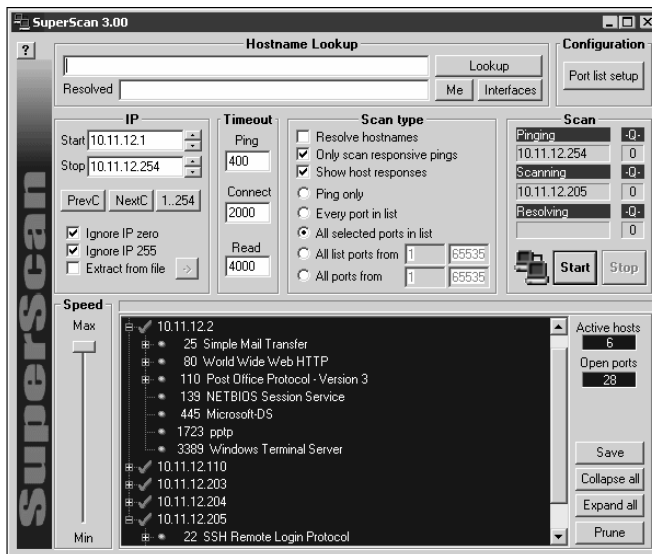 SuperScan 3.00
?
Hostname Lookup
Lookup
Resolved
Me
Interfaces
Configuration
Port list setup
IP
Start 10.11.12.1
Stop 10.11.12.254
PrevC
NextC
1..254
Ignore IP zero
Ignore IP 255
Extract from file
->
Timeout
Ping
400
Connect
2000
Read
4000
Scan type
Resolve hostnames
Only scan responsive pings
Show host responses
Ping only
Every port in list
All selected ports in list
All list ports from 1 65535
All ports from 1 65535
Scan
Pinging -Q-
10.11.12.254 0
Scanning -Q-
10.11.12.205 0
Resolving -Q-
0
Start
Stop
SuperScan
Speed
Max
Min
10.11.12.2
25 Simple Mail Transfer
80 World Wide Web HTTP
110 Post Office Protocol - Version 3
139 NETBIOS Session Service
445 Microsoft-DS
1723 pptp
3389 Windows Terminal Server
10.11.12.110
10.11.12.203
10.11.12.204
10.11.12.205
22 SSH Remote Login Protocol
Active hosts
6
Open ports
28
Save
Collapse all
Expand all
Prune